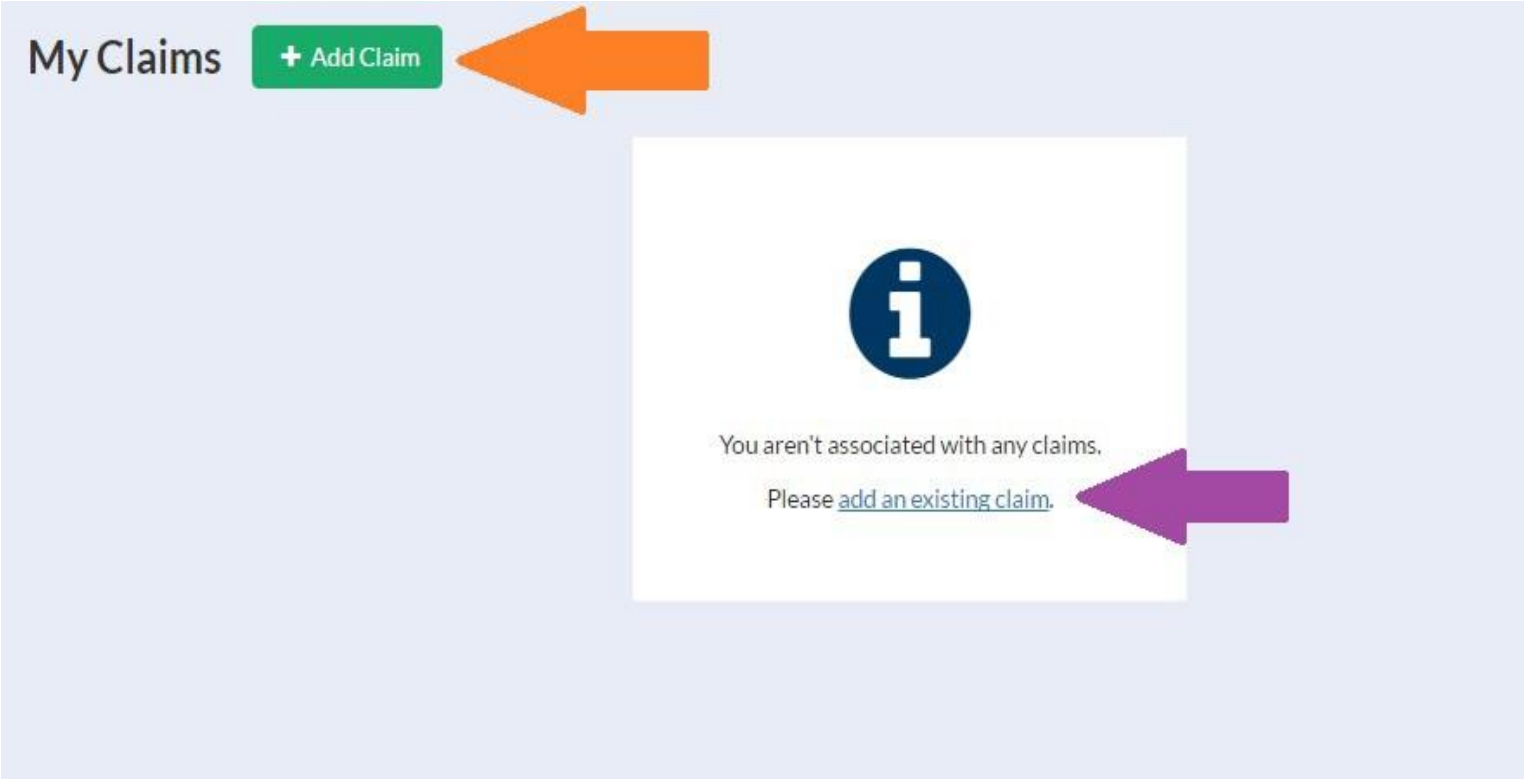 My Claims
+ Add Claim
You aren't associated with any claims.
Please add an existing claim.